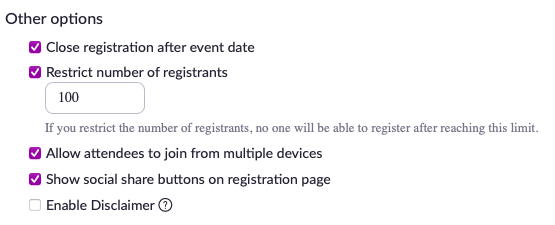 Other options
Close registration after event date
Restrict number of registrants
100
If you restrict the number of registrants, no one will be able to register after reaching this limit.
Allow attendees to join from multiple devices
Show social share buttons on registration page
Enable Disclaimer ?